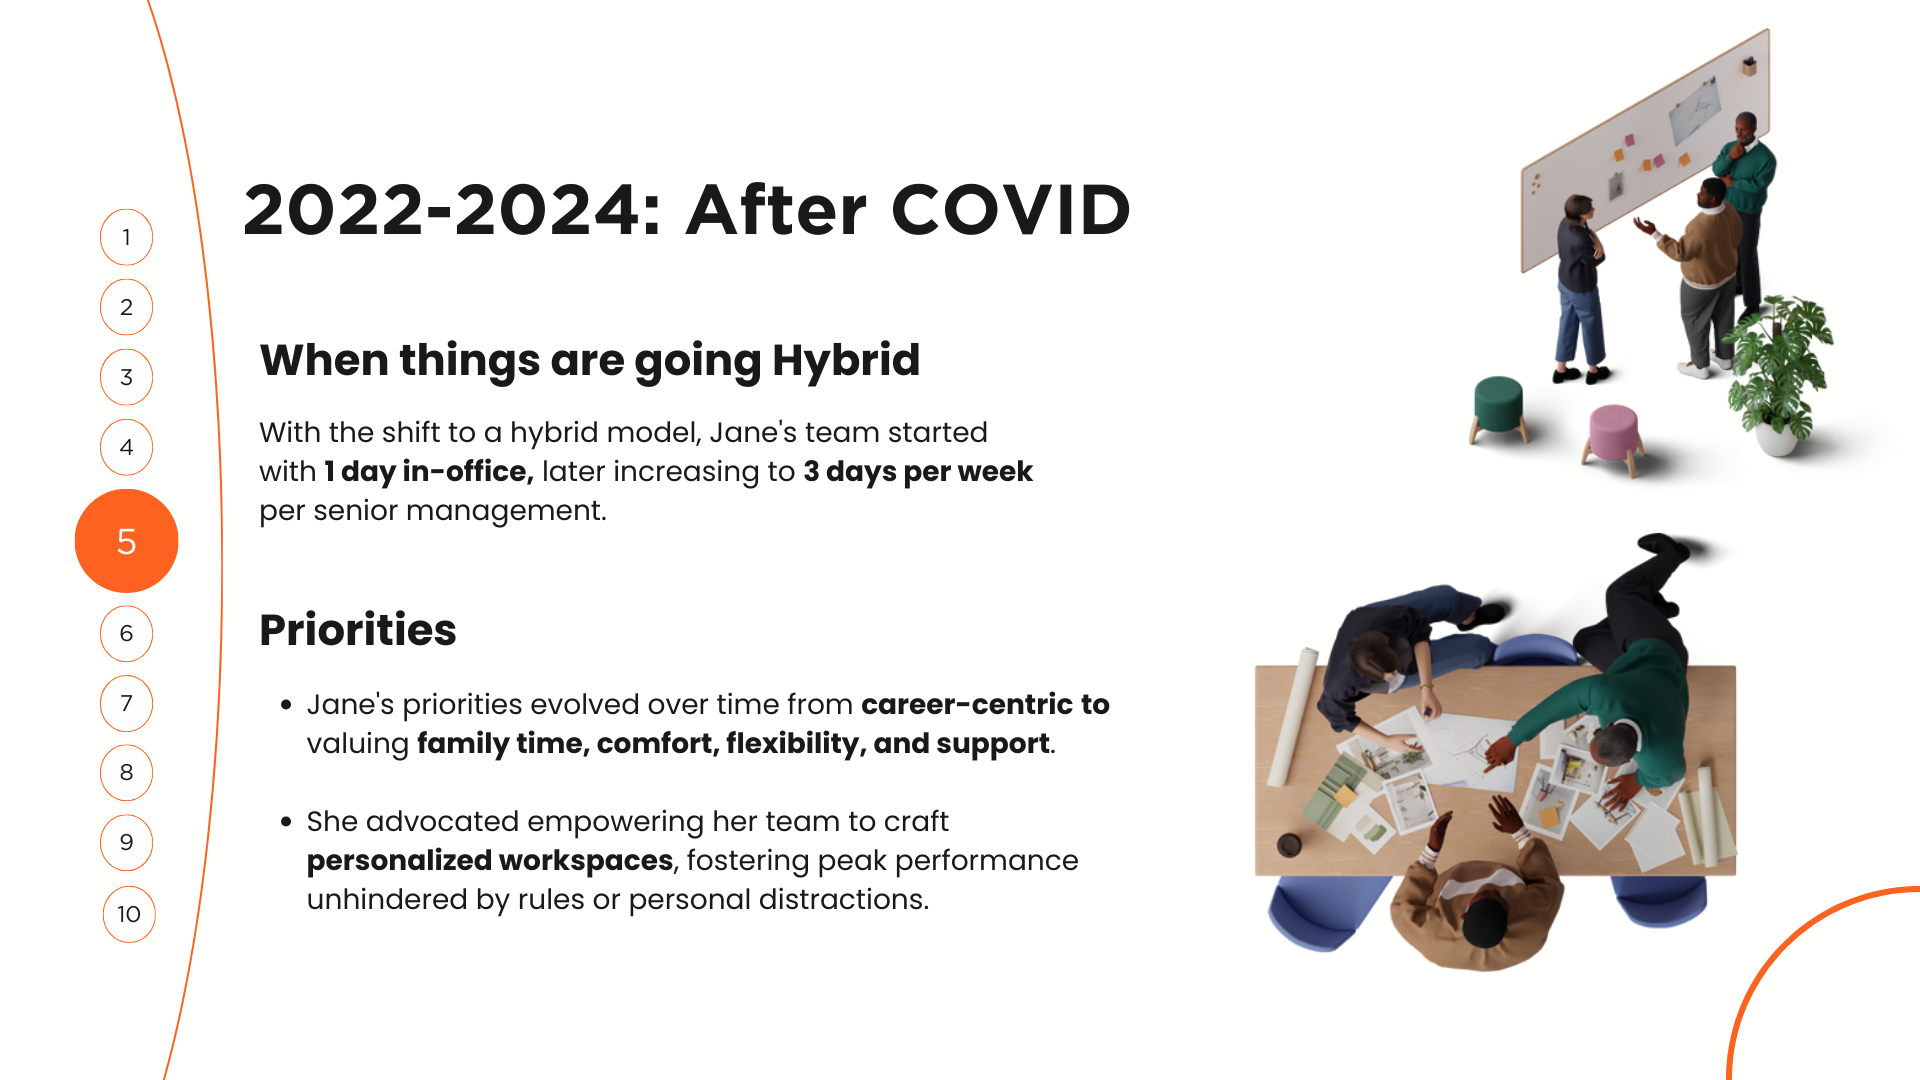 2022-2024: After COVID
1
2
3
4
5
6
7
8
9
10
When things are going Hybrid
With the shift to a hybrid model, Jane's team started
with 1 day in-office, later increasing to 3 days per week
per senior management.
Priorities
• Jane's priorities evolved over time from career-centric to
valuing family time, comfort, flexibility, and support.
• She advocated empowering her team to craft
personalized workspaces, fostering peak performance
unhindered by rules or personal distractions.